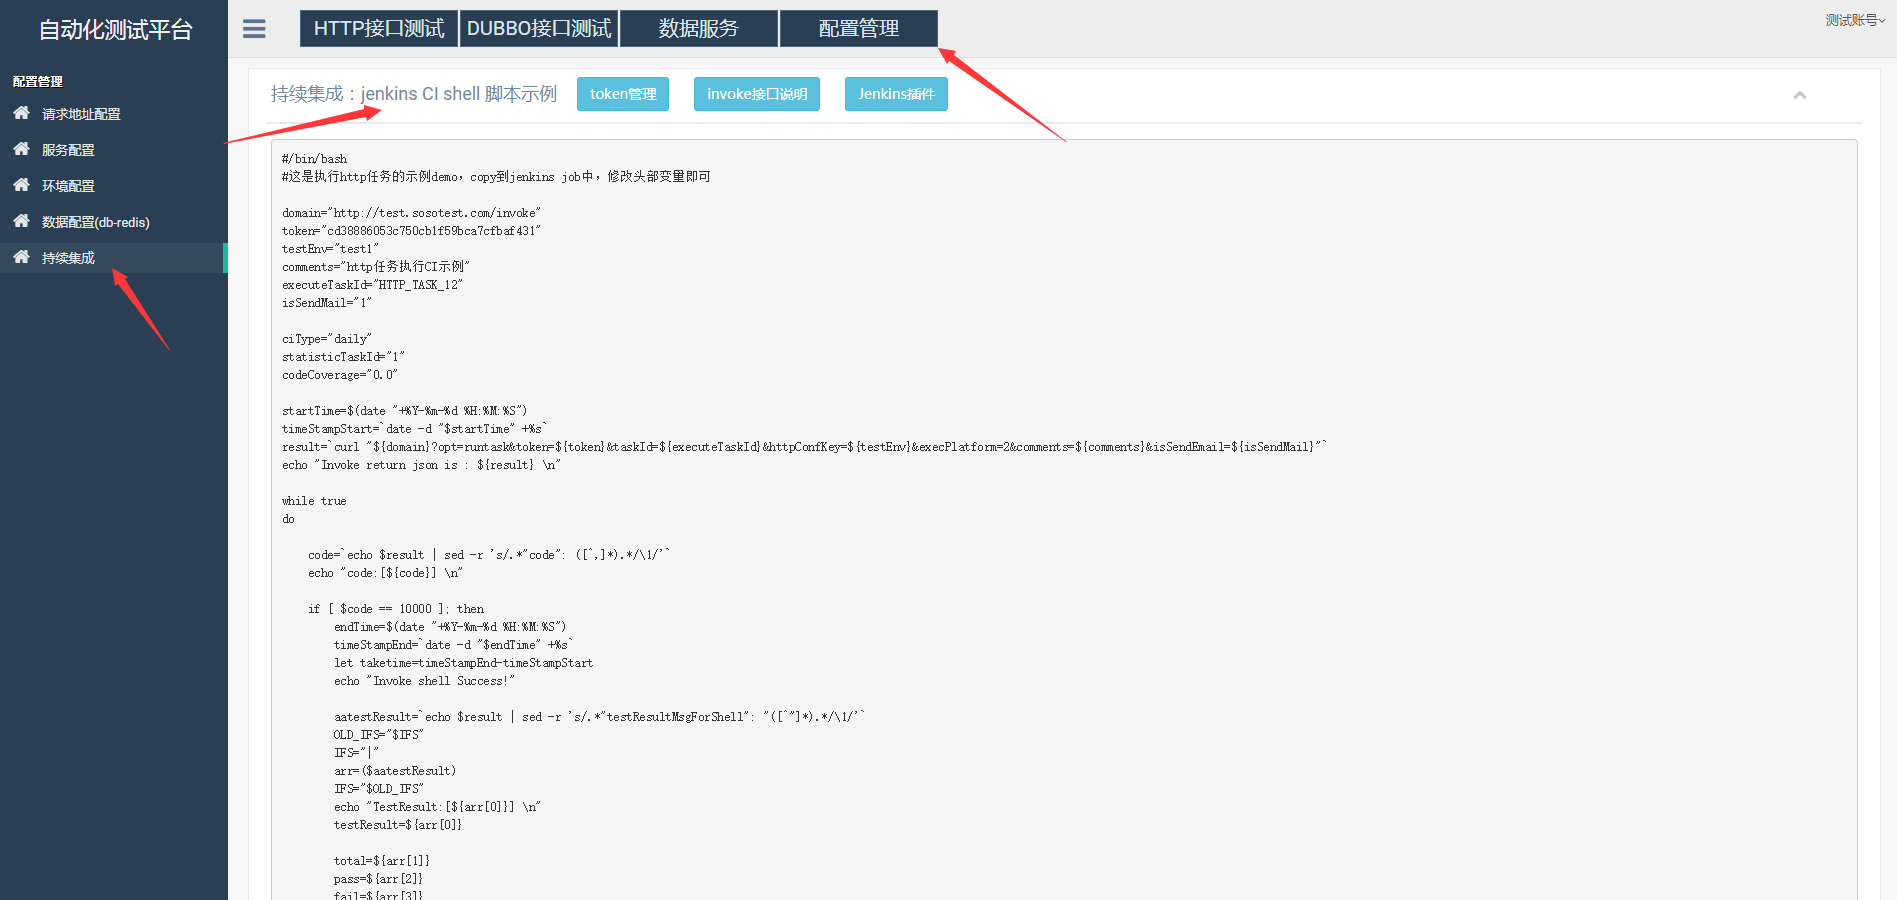 自动化测试平台
HTTP接口测试
DUBBO接口测试
数据服务
配置管理
测试账号
配置管理
请求地址配置
服务配置
环境配置
数据配置(db-redis)
持续集成
持续集成：jenkins CI shell 脚本示例
token管理
invoke接口说明
Jenkins插件
#/bin/bash
#这是执行http任务的示例demo，copy到jenkins job中，修改头部变量即可
domain="http://test.sosotest.com/invoke"
token="cd38886053c750cb1f59bca7cfbaf431"
testEnv="test1"
comments="http任务执行CI示例"
executeTaskId="HTTP_TASK_12"
isSendMail="1"
ciType="daily"
statisticTaskId="1"
codeCoverage="0.0"
startTime=$(date "+%Y-%m-%d %H:%M:%S")
timeStampStart=`date -d "$startTime" +%s`
result=`curl "${domain}?opt=runtask&token=${token}&taskId=${executeTaskId}&httpConfKey=${testEnv}&execPlatform=2&comments=${comments}&isSendEmail=${isSendMail}"`
echo "Invoke return json is : ${result} \n"
while true
do
code=`echo $result | sed -r 's/.*"code": ([^,]*).*/\1/'`
echo "code:[${code}] \n"
if [ $code == 10000 ]; then
endTime=$(date "+%Y-%m-%d %H:%M:%S")
timeStampEnd=`date -d "$endTime" +%s`
let taketime=timeStampEnd-timeStampStart
echo "Invoke shell Success!"
aatestResult=`echo $result | sed -r 's/.*"testResultMsgForShell": "([^"]*).*/\1/'`
OLD_IFS="$IFS"
IFS="|"
arr=($aatestResult)
IFS="$OLD_IFS"
echo "TestResult:[${arr[0]}] \n"
testResult=${arr[0]}
total=${arr[1]}
pass=${arr[2]}
fail=${arr[3]}